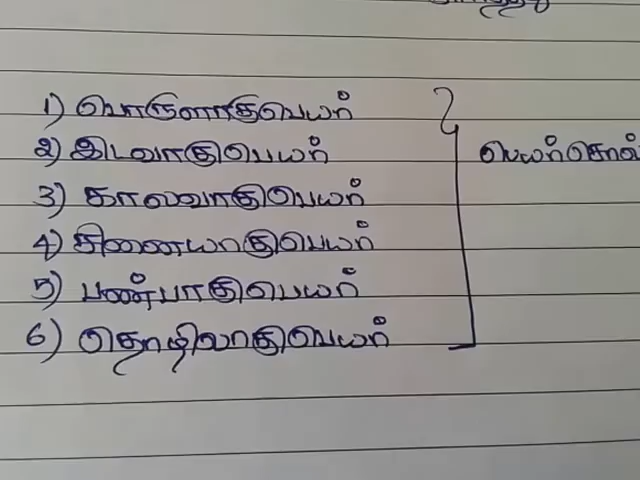 1) பொருளாகுபெயர்
2) இடவாகுபெயர்
3) காலவாகுபெயர்
4) சினையாகுபெயர்
5) பண்பாகுபெயர்
6) தொழிலாகுபெயர்
பெயர்சொல்